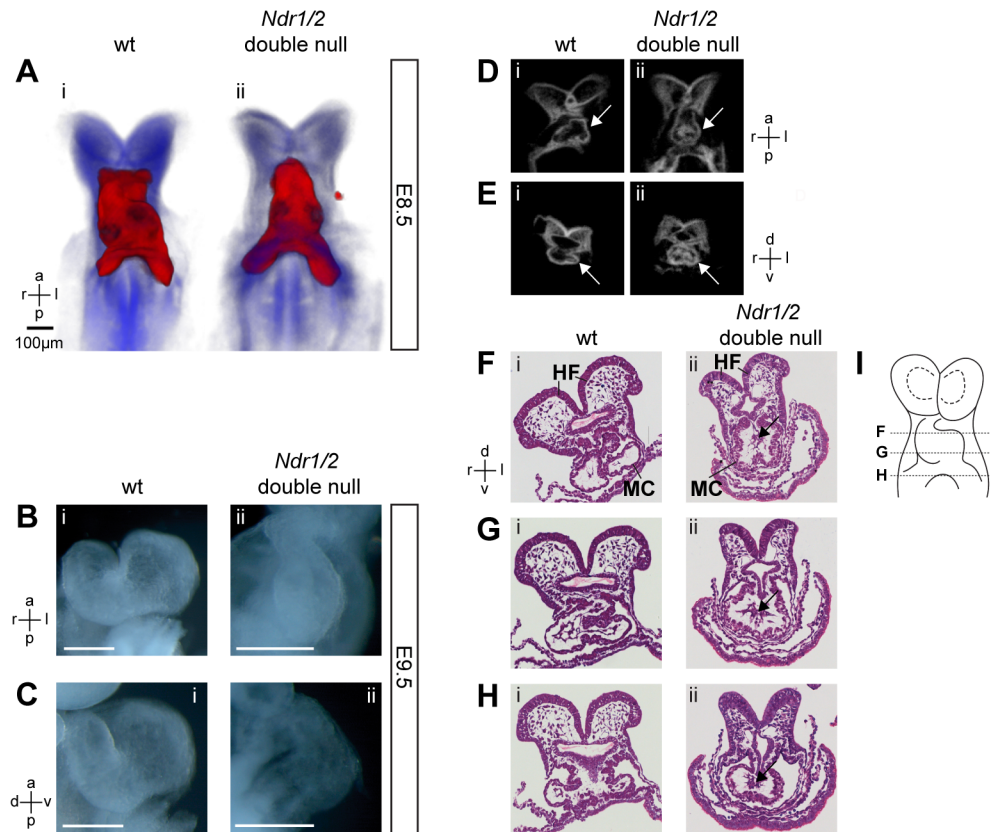 Ndr1/2
wt double null
A
i ii
E8.5
a
r l
p
100µm
Ndr1/2
wt double null
B
i ii
a
r l
p
C
i ii
a
d v
p
E9.5
Ndr1/2
wt double null
D
i ii
a
r l
p
E
i ii
d
r l
v
Ndr1/2
wt double null
F
i ii
HF HF
MC MC
d
r l
v
G
i ii
H
i ii
I
F
G
H